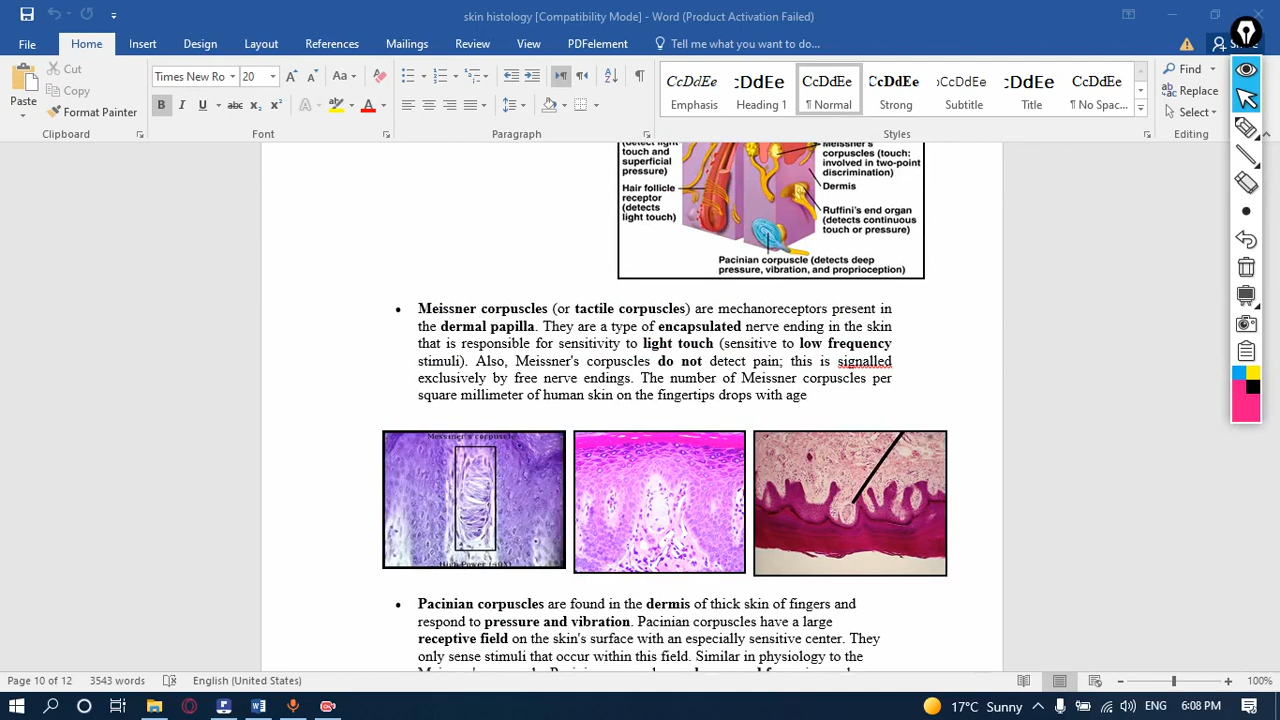 skin histology [Compatibility Mode] - Word (Product Activation Failed)
File Home Insert Design Layout References Mailings Review View PDFelement Tell me what you want to do...
Cut
Copy
Format Painter
Paste
Clipboard
Times New Ro 20
Font
Paragraph
CcDdEe CcDdEe CcDdEe CcDdEe CcDdEe CcDdEe CcDdEe
Emphasis Heading 1 ¶ Normal Strong Subtitle Title ¶ No Spac...
Styles
Find
Replace
Select
Editing
touch and
superficial
pressure)
Hair follicle
receptor
(detects
light touch)
Meissner's
corpuscles (touch:
involved in two-point
discrimination)
Dermis
Ruffini's end organ
(detects continuous
touch or pressure)
Pacinian corpuscle (detects deep
pressure, vibration, and proprioception)
• Meissner corpuscles (or tactile corpuscles) are mechanoreceptors present in
the dermal papilla. They are a type of encapsulated nerve ending in the skin
that is responsible for sensitivity to light touch (sensitive to low frequency
stimuli). Also, Meissner's corpuscles do not detect pain; this is signalled
exclusively by free nerve endings. The number of Meissner corpuscles per
square millimeter of human skin on the fingertips drops with age
Meissner's corpuscle
High Power (40X)
• Pacinian corpuscles are found in the dermis of thick skin of fingers and
respond to pressure and vibration. Pacinian corpuscles have a large
receptive field on the skin's surface with an especially sensitive center. They
only sense stimuli that occur within this field. Similar in physiology to the
Page 10 of 12 3543 words English (United States) 100%
17°C Sunny ENG 6:08 PM